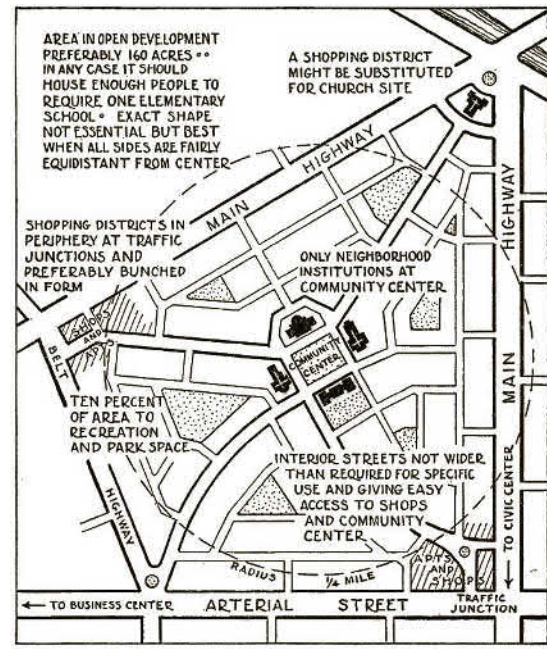 AREA IN OPEN DEVELOPMENT
PREFERABLY 160 ACRES ••
IN ANY CASE IT SHOULD
HOUSE ENOUGH PEOPLE TO
REQUIRE ONE ELEMENTARY
SCHOOL • EXACT SHAPE
NOT ESSENTIAL BUT BEST
WHEN ALL SIDES ARE FAIRLY
EQUIDISTANT FROM CENTER
A SHOPPING DISTRICT
MIGHT BE SUBSTITUTED
FOR CHURCH SITE
MAIN HIGHWAY
HIGHWAY
MAIN
SHOPPING DISTRICTS IN
PERIPHERY AT TRAFFIC
JUNCTIONS AND
PREFERABLY BUNCHED
IN FORM
ONLY NEIGHBORHOOD
INSTITUTIONS AT
COMMUNITY CENTER
SHOPS
AND
APTS
BELT
HIGHWAY
COMMUNITY
CENTER
TEN PERCENT
OF AREA TO
RECREATION
AND PARK SPACE
INTERIOR STREETS NOT WIDER
THAN REQUIRED FOR SPECIFIC
USE AND GIVING EASY
ACCESS TO SHOPS
AND COMMUNITY
CENTER
TO CIVIC CENTER
RADIUS ¼ MILE
APTS
AND
SHOPS
TRAFFIC
JUNCTION
← TO BUSINESS CENTER
ARTERIAL STREET